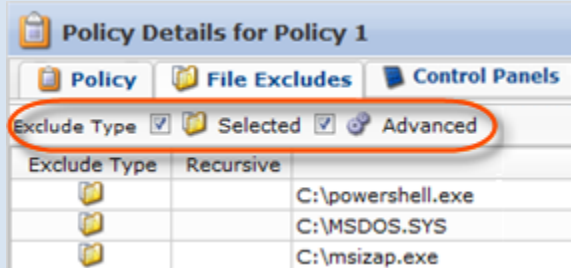 Policy Details for Policy 1
Policy File Excludes Control Panels
Exclude Type Selected Advanced
Exclude Type Recursive
C:\powershell.exe
C:\MSDOS.SYS
C:\msizap.exe